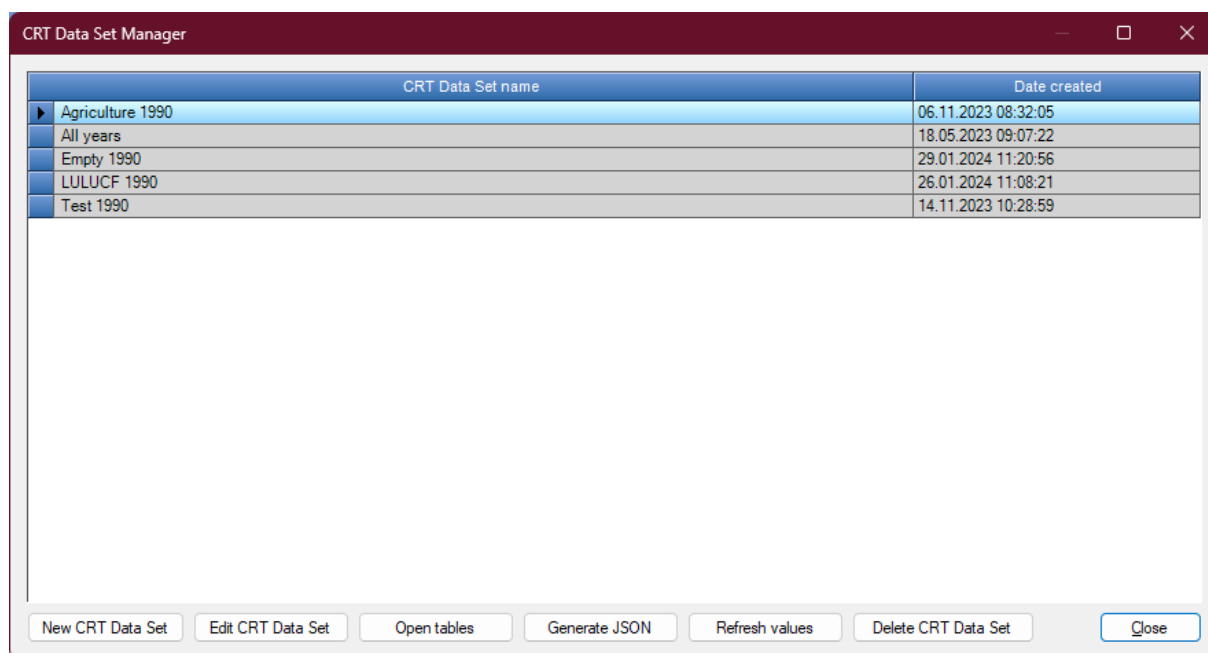 CRT Data Set Manager
CRT Data Set name Date created
Agriculture 1990 06.11.2023 08:32:05
All years 18.05.2023 09:07:22
Empty 1990 29.01.2024 11:20:56
LULUCF 1990 26.01.2024 11:08:21
Test 1990 14.11.2023 10:28:59
New CRT Data Set Edit CRT Data Set Open tables Generate JSON Refresh values Delete CRT Data Set Close